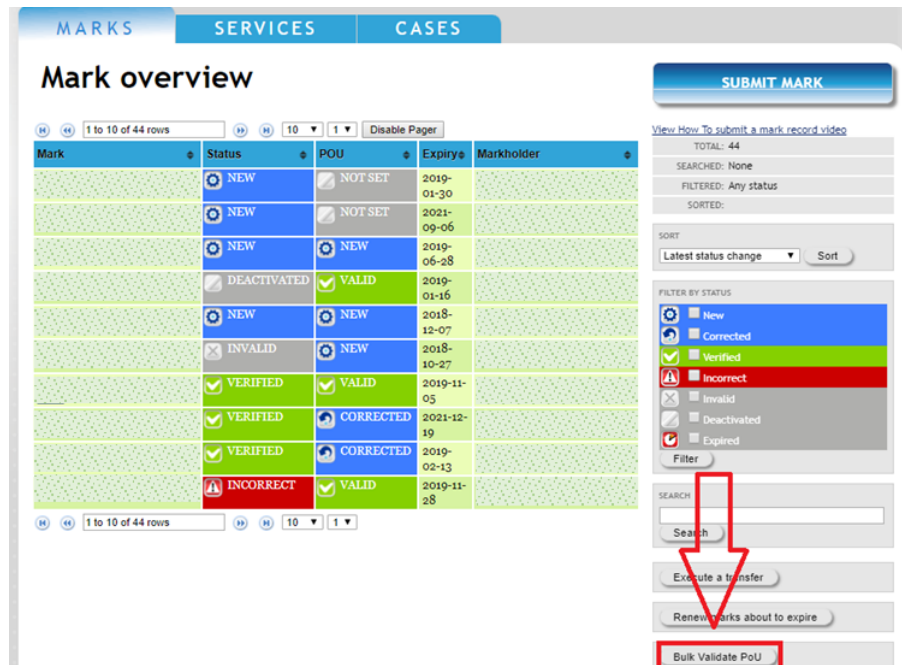 MARKS SERVICES CASES
Mark overview
SUBMIT MARK
1 to 10 of 44 rows 10 1 Disable Pager
View How To submit a mark record video
Mark Status POU Expiry Markholder
NEW NOT SET 2019-
01-30
NEW NOT SET 2021-
09-06
NEW NEW 2019-
06-28
DEACTIVATED VALID 2019-
01-16
NEW NEW 2018-
12-07
INVALID NEW 2018-
10-27
VERIFIED VALID 2019-11-
05
VERIFIED CORRECTED 2021-12-
19
VERIFIED CORRECTED 2019-
02-13
INCORRECT VALID 2019-11-
28
1 to 10 of 44 rows 10 1
TOTAL: 44
SEARCHED: None
FILTERED: Any status
SORTED:
SORT
Latest status change Sort
FILTER BY STATUS
New
Corrected
Verified
Incorrect
Invalid
Deactivated
Expired
Filter
SEARCH
Search
Execute a transfer
Renew marks about to expire
Bulk Validate PoU